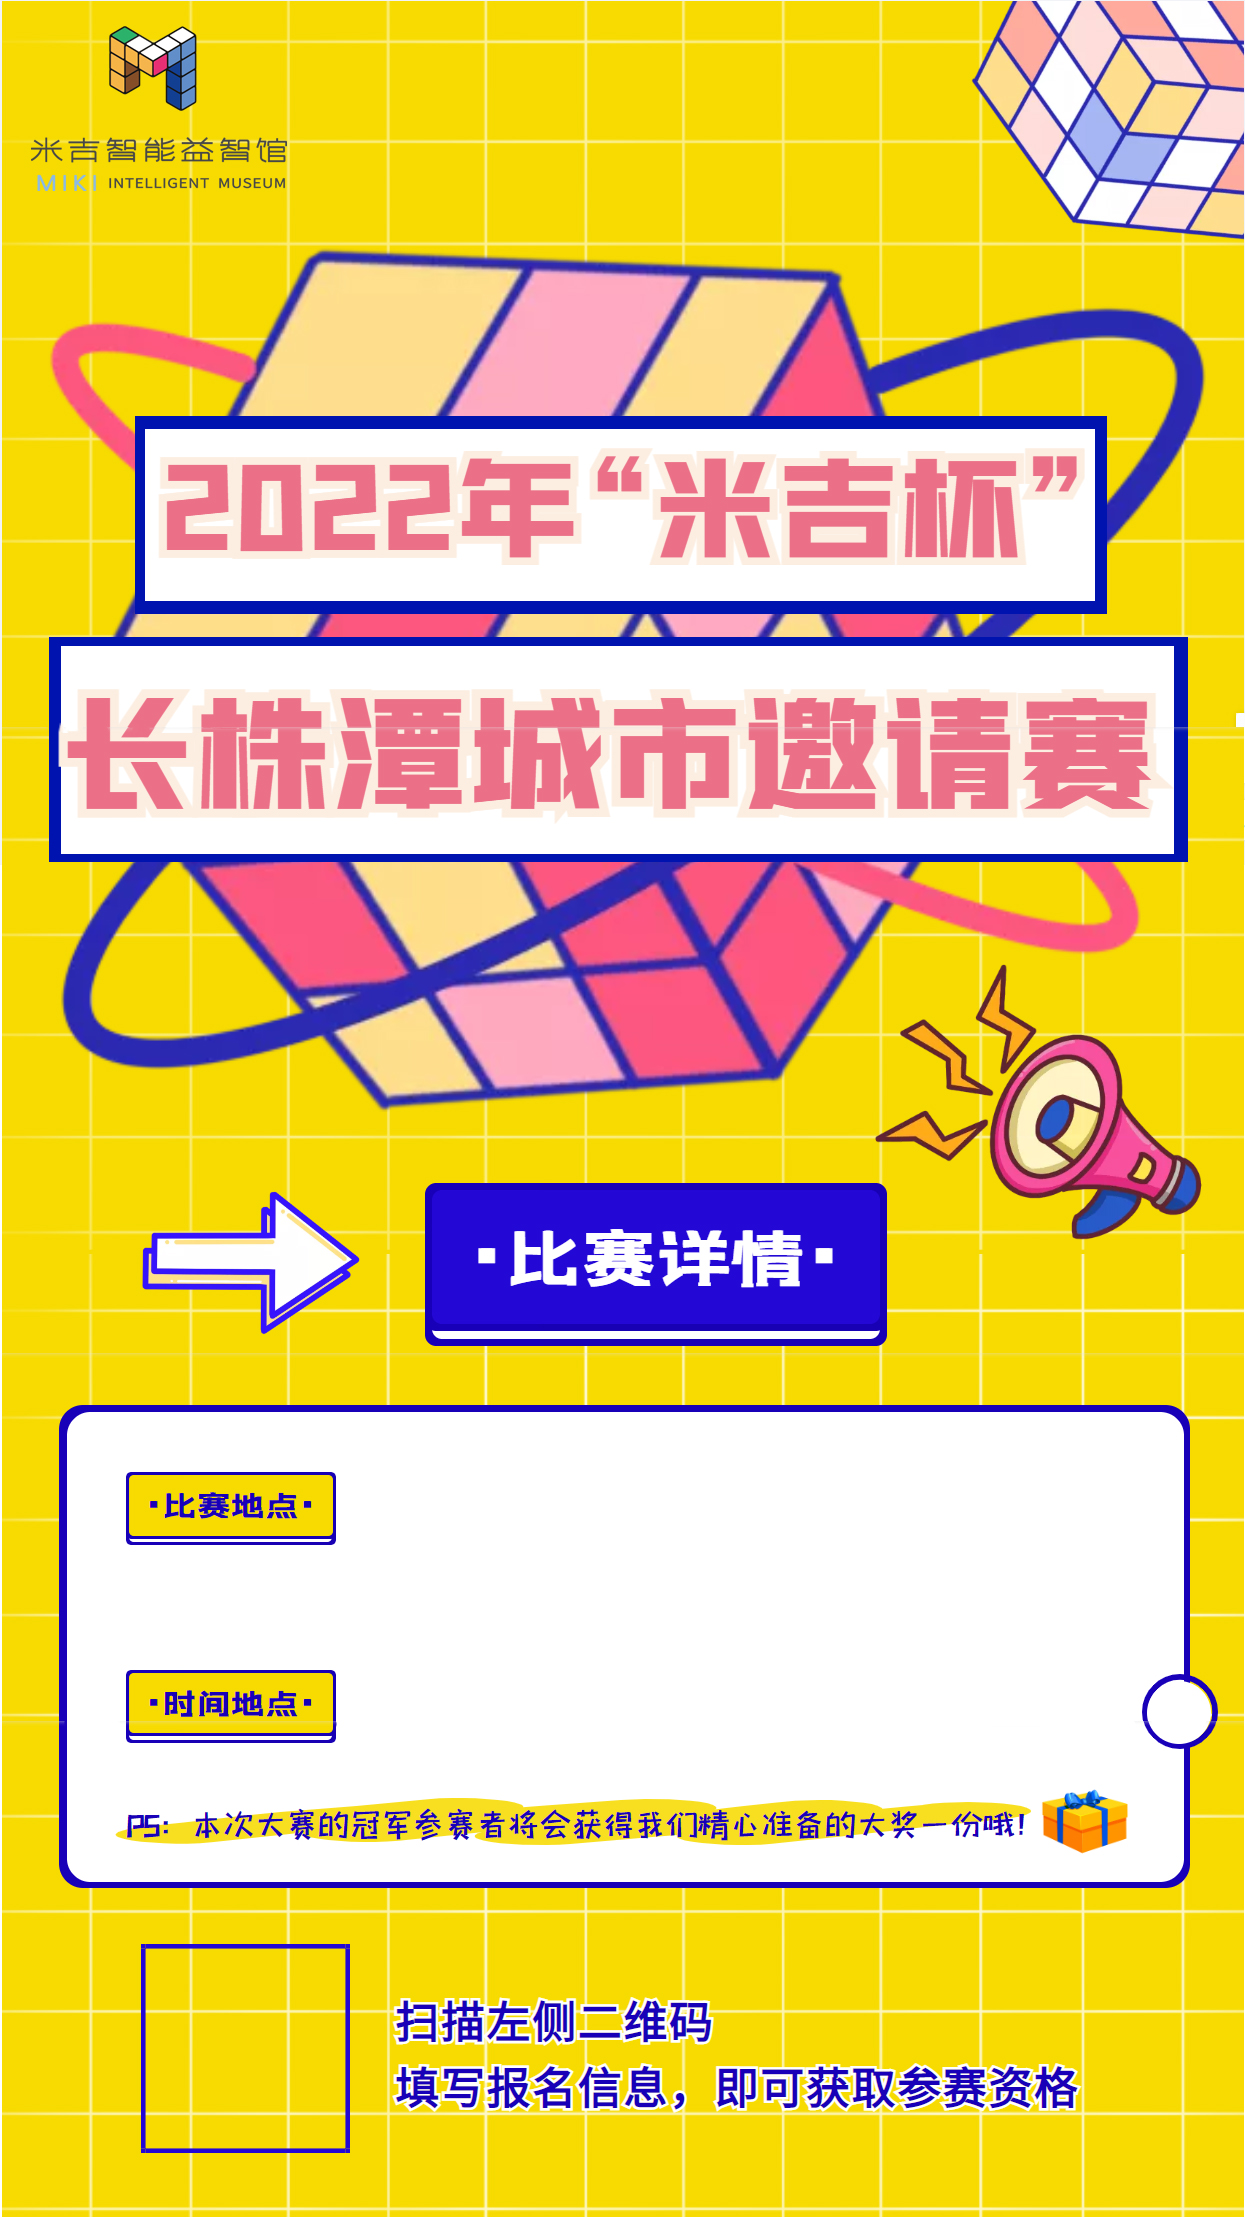 米吉智能益智馆
MIKI INTELLIGENT MUSEUM
2022年“米吉杯”
长株潭城市邀请赛
·比赛详情·
·比赛地点·
·时间地点·
PS: 本次大赛的冠军参赛者将会获得我们精心准备的大奖一份哦!
扫描左侧二维码
填写报名信息，即可获取参赛资格